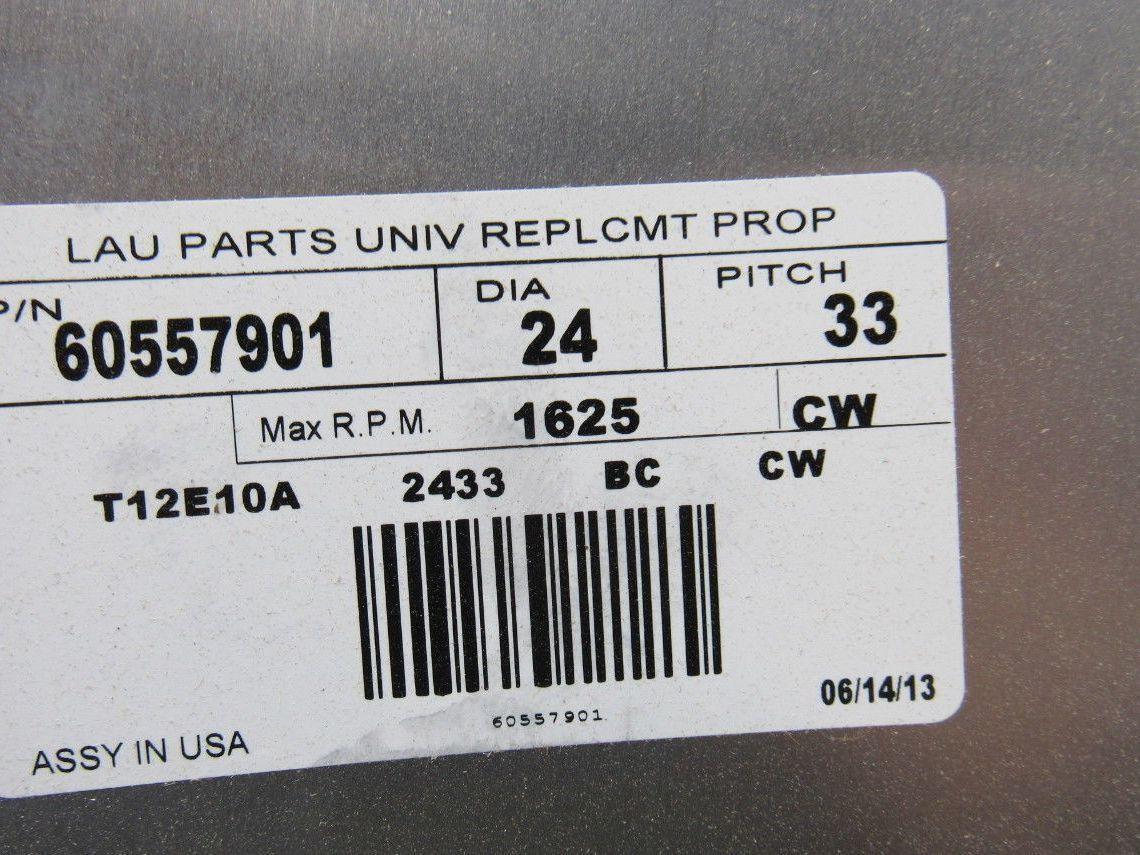 LAU PARTS UNIV REPLCMT PROP
P/N 60557901 DIA 24 PITCH 33
Max R.P.M. 1625 CW
T12E10A 2433 BC CW
60557901
06/14/13
ASSY IN USA